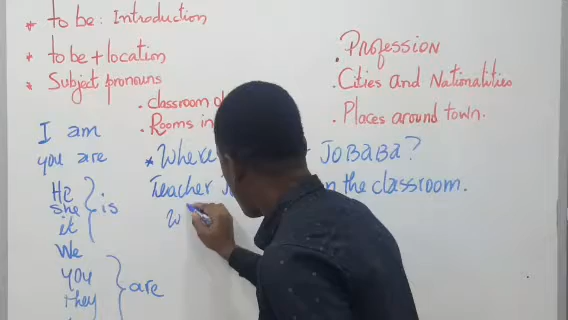 * to be: Introduction
* to be + location
* Subject pronouns
. classroom
. Rooms in
. Profession
. Cities and Nationalities
. Places around town.
I am
you are
He
she
it
is
We
you
They
are
* Where JoBaBa?
Teacher in the classroom.
W